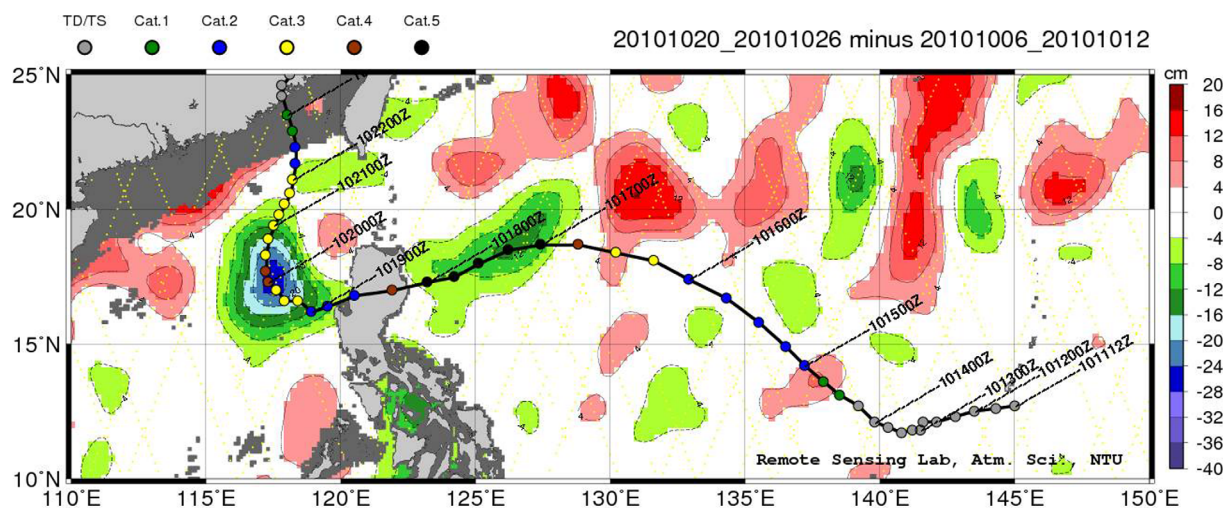 TD/TS Cat.1 Cat.2 Cat.3 Cat.4 Cat.5
20101020_20101026 minus 20101006_20101012
cm
25°N
20°N
15°N
10°N
110°E 115°E 120°E 125°E 130°E 135°E 140°E 145°E 150°E
102200Z
102100Z
102000Z
101900Z
101800Z
101700Z
101600Z
101500Z
101400Z
101300Z
101200Z
101112Z
20
16
12
8
4
0
-4
-8
-12
-16
-20
-24
-28
-32
-36
-40
Remote Sensing Lab, Atm. Sci., NTU